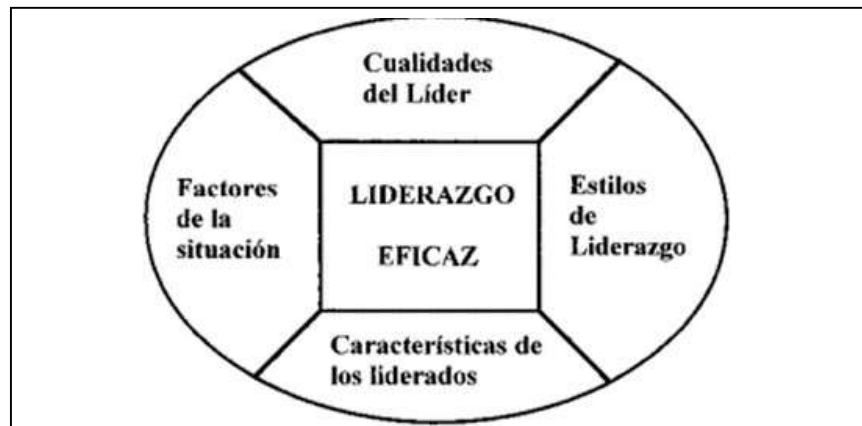 Cualidades
del Líder
Factores
de la
situación
LIDERAZGO
EFICAZ
Estilos
de
Liderazgo
Características de
los liderados